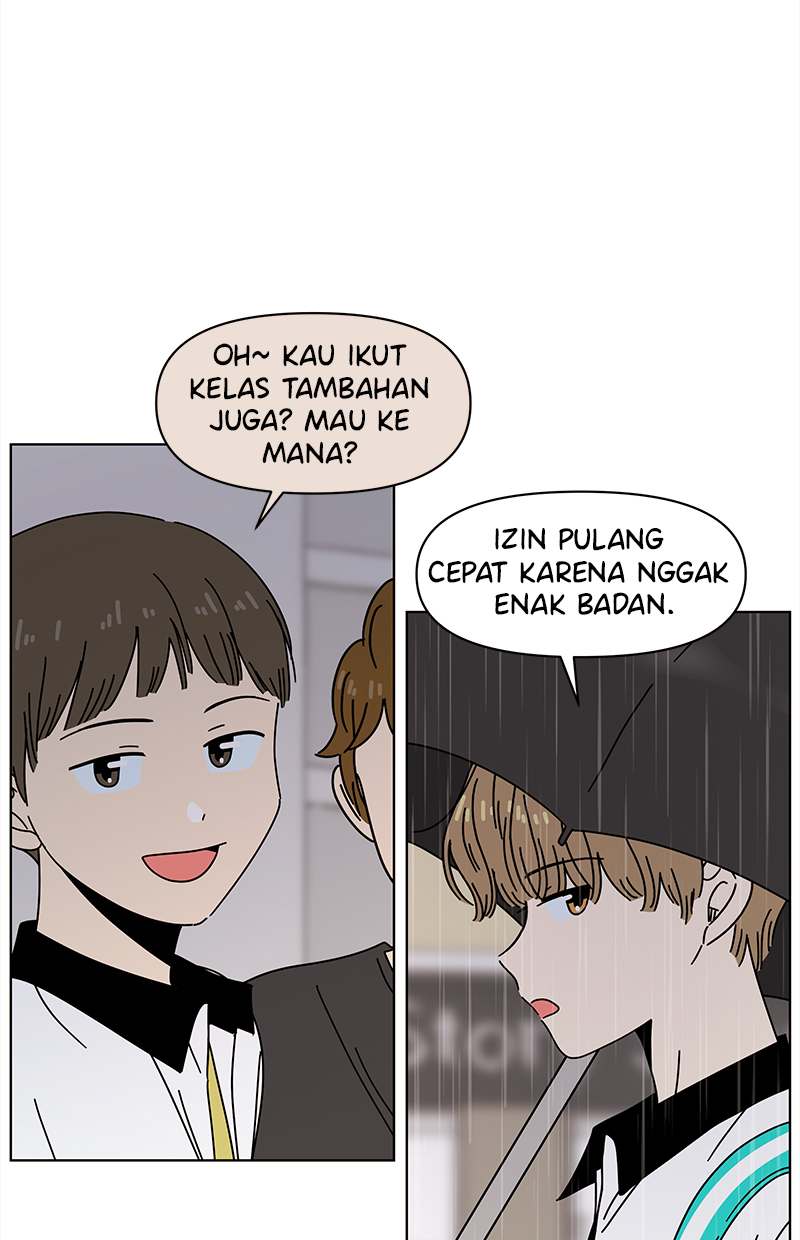 OH~ KAU IKUT
KELAS TAMBAHAN
JUGA? MAU KE
MANA?
IZIN PULANG
CEPAT KARENA NGGAK
ENAK BADAN.